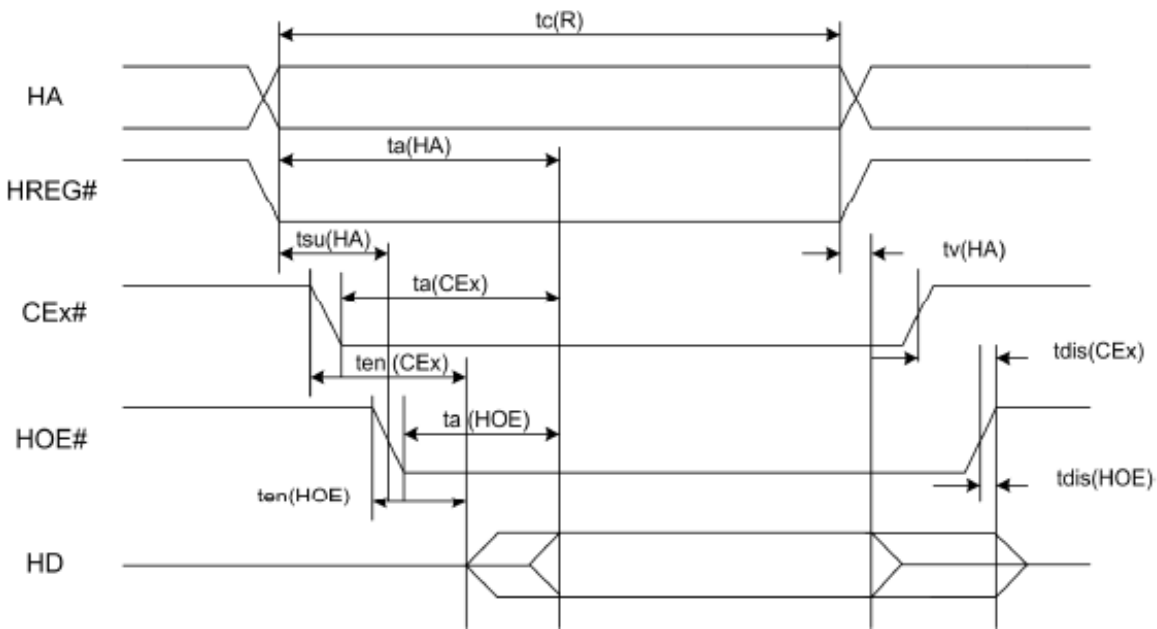 tc(R)
HA
ta(HA)
HREG#
tsu(HA)
tv(HA)
ta(CEx)
CEx#
ten (CEx)
tdis(CEx)
ta (HOE)
HOE#
ten(HOE)
tdis(HOE)
HD